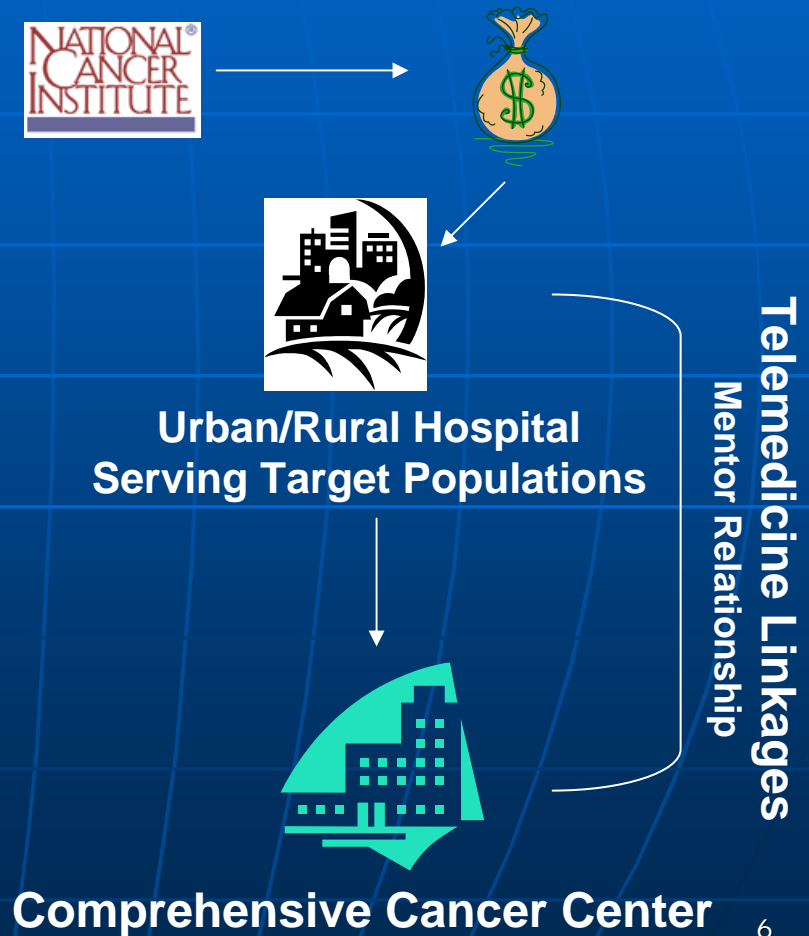 NATIONAL®
CANCER
INSTITUTE
$
Urban/Rural Hospital
Serving Target Populations
Telemedicine Linkages
Mentor Relationship
Comprehensive Cancer Center
6